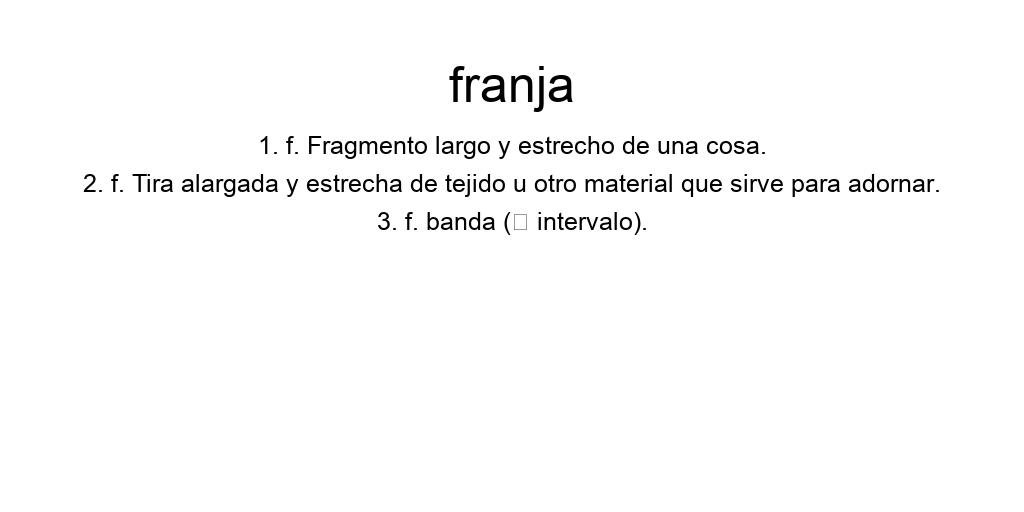 franja
1. f. Fragmento largo y estrecho de una cosa.
2. f. Tira alargada y estrecha de tejido u otro material que sirve para adornar.
3. f. banda (□ intervalo).